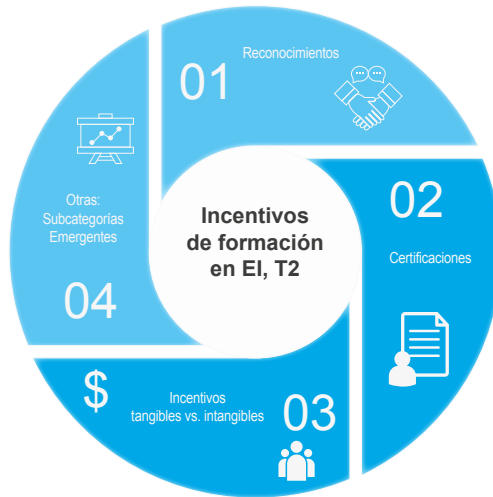 Reconocimientos
01
Incentivos
de formación
en EI, T2
02
Certificaciones
Incentivos
tangibles vs. intangibles
03
$
Otras:
Subcategorías
Emergentes
04